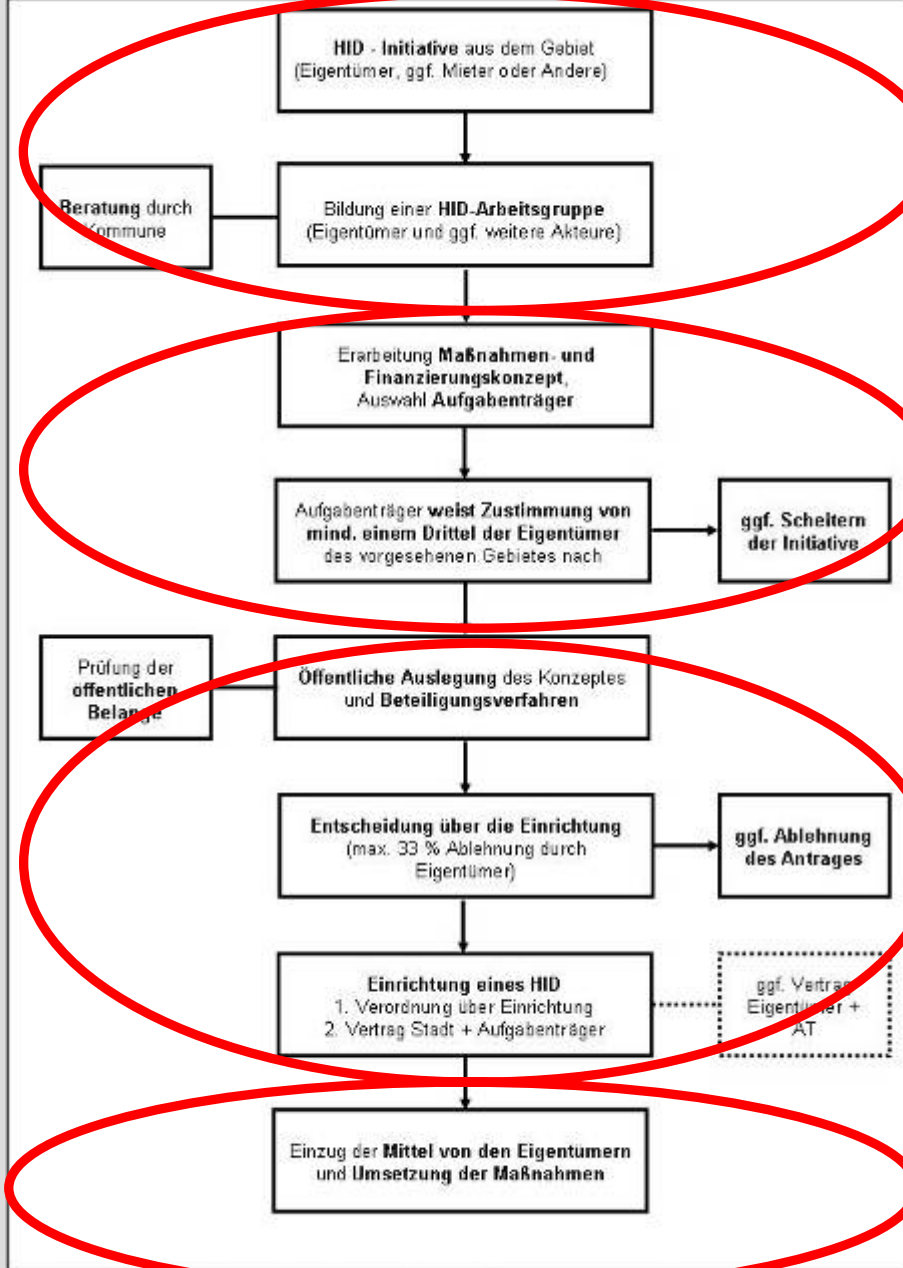 HID - Initiative aus dem Gebiet
(Eigentümer, ggf. Mieter oder Andere)
Beratung durch
Kommune
Bildung einer HID-Arbeitsgruppe
(Eigentümer und ggf. weitere Akteure)
Erarbeitung Maßnahmen- und
Finanzierungskonzept,
Auswahl Aufgabenträger
Aufgabenträger weist Zustimmung von
mind. einem Drittel der Eigentümer
des vorgesehenen Gebietes nach
ggf. Scheitern
der Initiative
Prüfung der
öffentlichen
Belange
Öffentliche Auslegung des Konzeptes
und Beteiligungsverfahren
Entscheidung über die Einrichtung
(max. 33 % Ablehnung durch
Eigentümer)
ggf. Ablehnung
des Antrages
Einrichtung eines HID
1. Verordnung über Einrichtung
2. Vertrag Stadt + Aufgabenträger
ggf. Vertrag
Eigentümer +
AT
Einzug der Mittel von den Eigentümern
und Umsetzung der Maßnahmen